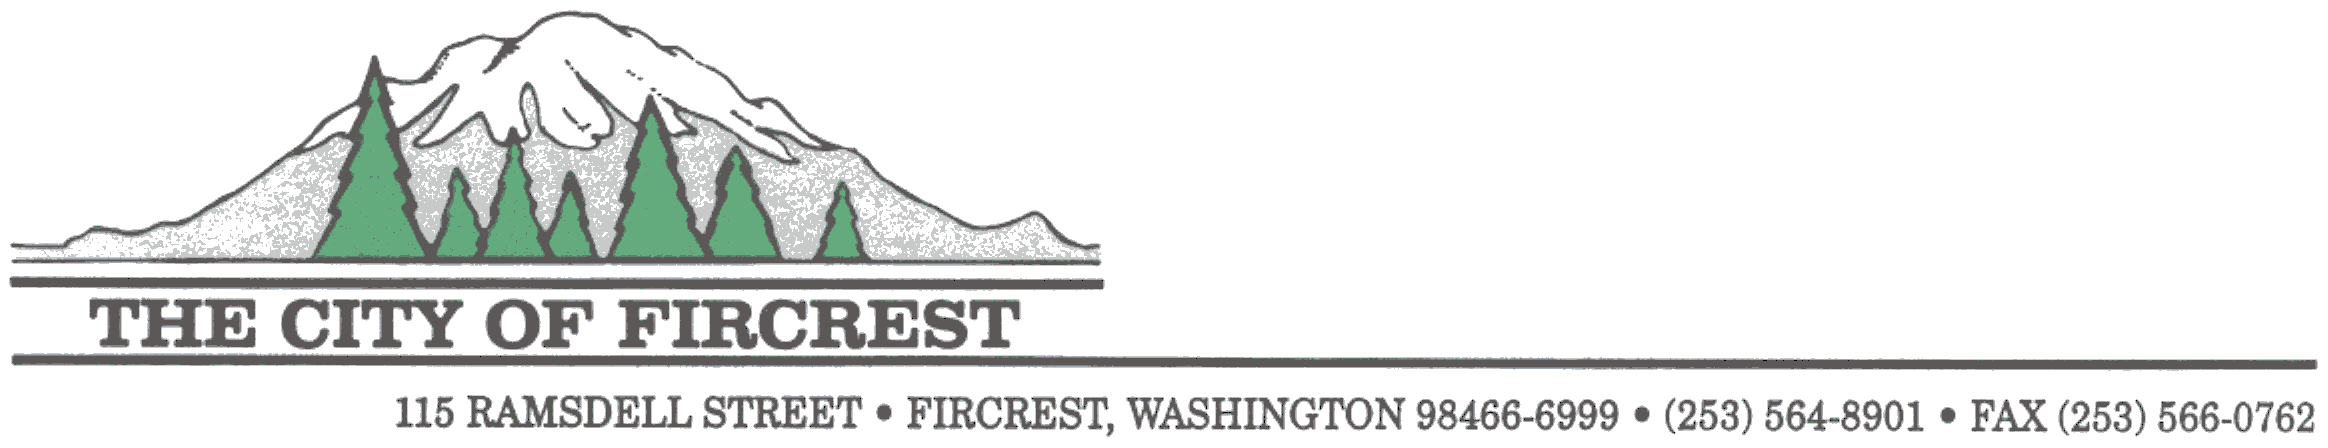 THE CITY OF FIRCREST
115 RAMSDELL STREET • FIRCREST, WASHINGTON 98466-6999 • (253) 564-8901 • FAX (253) 566-0762